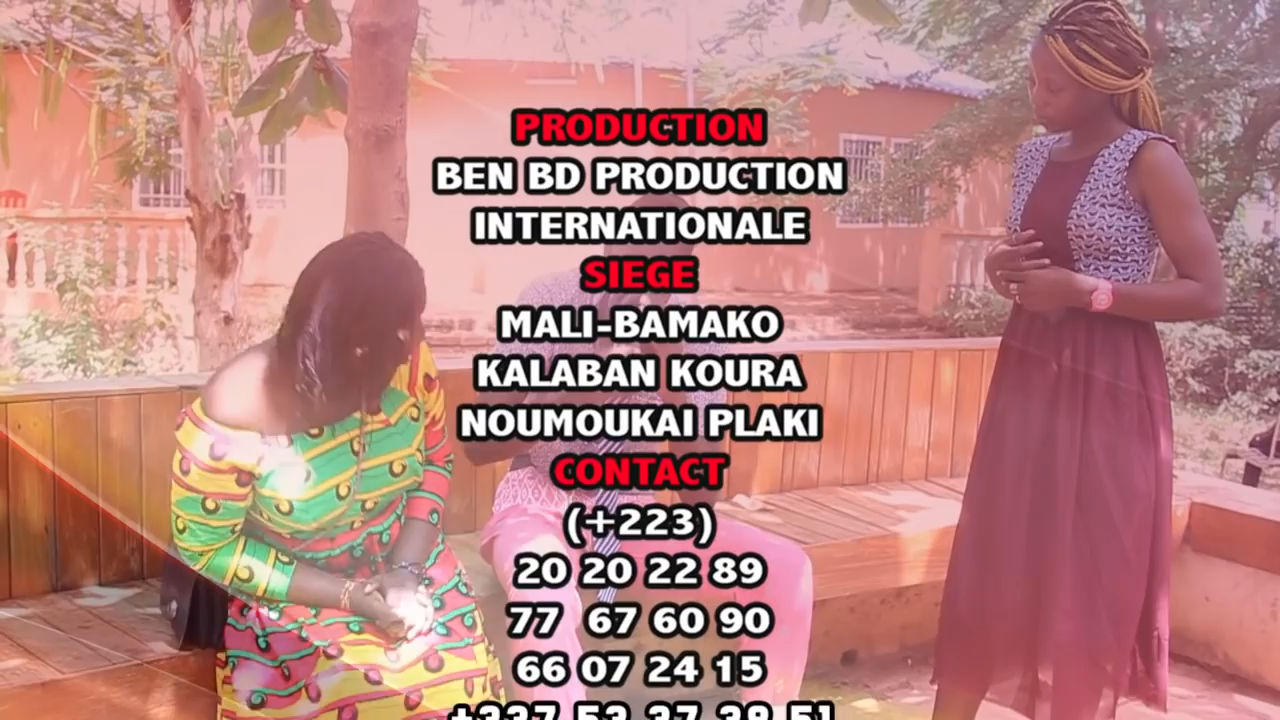 PRODUCTION
BEN BD PRODUCTION
INTERNATIONALE
SIEGE
MALI-BAMAKO
KALABAN KOURA
NOUMOUKAI PLAKI
CONTACT
(+223)
20 20 22 89
77 67 60 90
66 07 24 15